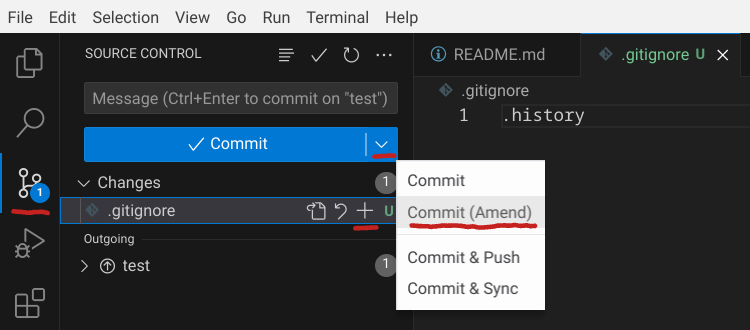 File Edit Selection View Go Run Terminal Help
SOURCE CONTROL
README.md
.gitignore U
Message (Ctrl+Enter to commit on "test")
.gitignore
1 .history
Commit
1
Changes 1
.gitignore U
Outgoing
test 1
Commit
Commit (Amend)
Commit & Push
Commit & Sync